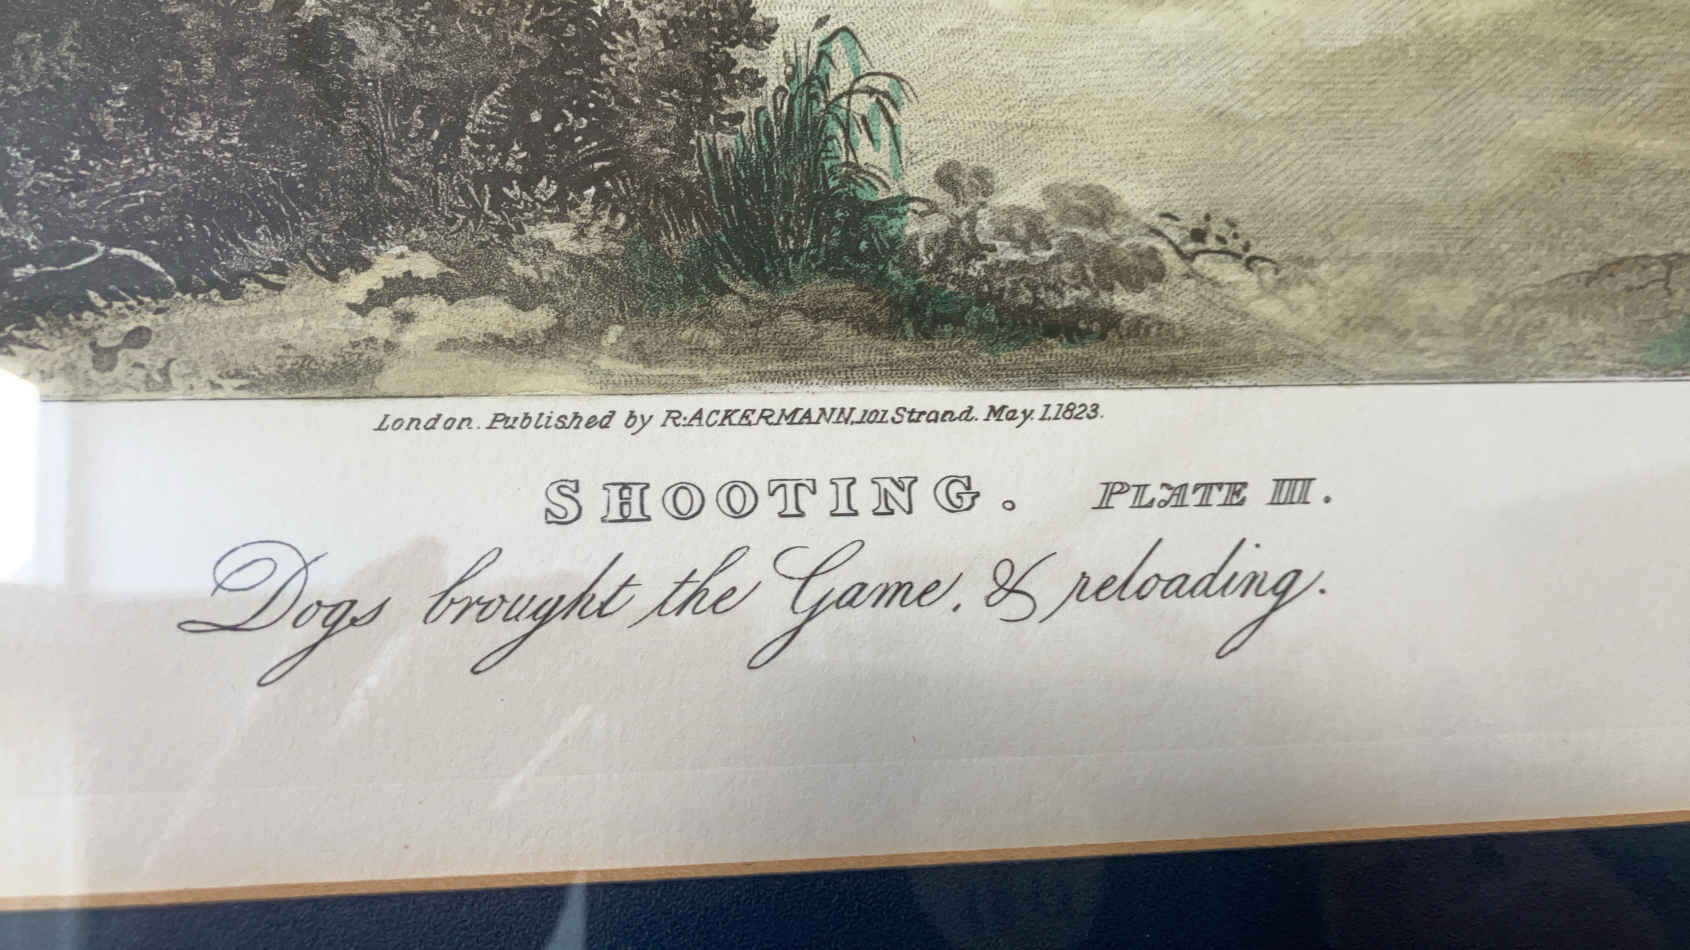 London. Published by R: ACKERMANN, 101 Strand. May. 1. 1823.
SHOOTING. PLATE III.
Dogs brought the Game, & reloading.